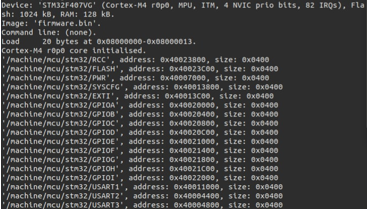 Device: 'STM32F407VG' (Cortex-M4 r0p0, MPU, ITM, 4 NVIC prio bits, 82 IRQs), Fla
sh: 1024 kB, RAM: 128 kB.
Image: 'firmware.bin'.
Command line: (none).
Load     20 bytes at 0x08000000-0x08000013.
Cortex-M4 r0p0 core initialised.
'/machine/mcu/stm32/RCC', address: 0x40023800, size: 0x0400
'/machine/mcu/stm32/FLASH', address: 0x40023C00, size: 0x0400
'/machine/mcu/stm32/PWR', address: 0x40007000, size: 0x0400
'/machine/mcu/stm32/SYSCFG', address: 0x40013800, size: 0x0400
'/machine/mcu/stm32/EXTI', address: 0x40013C00, size: 0x0400
'/machine/mcu/stm32/GPIOA', address: 0x40020000, size: 0x0400
'/machine/mcu/stm32/GPIOB', address: 0x40020400, size: 0x0400
'/machine/mcu/stm32/GPIOC', address: 0x40020800, size: 0x0400
'/machine/mcu/stm32/GPIOD', address: 0x40020C00, size: 0x0400
'/machine/mcu/stm32/GPIOE', address: 0x40021000, size: 0x0400
'/machine/mcu/stm32/GPIOF', address: 0x40021400, size: 0x0400
'/machine/mcu/stm32/GPIOG', address: 0x40021800, size: 0x0400
'/machine/mcu/stm32/GPIOH', address: 0x40021C00, size: 0x0400
'/machine/mcu/stm32/GPIOI', address: 0x40022000, size: 0x0400
'/machine/mcu/stm32/USART1', address: 0x40011000, size: 0x0400
'/machine/mcu/stm32/USART2', address: 0x40004400, size: 0x0400
'/machine/mcu/stm32/USART3', address: 0x40004800, size: 0x0400